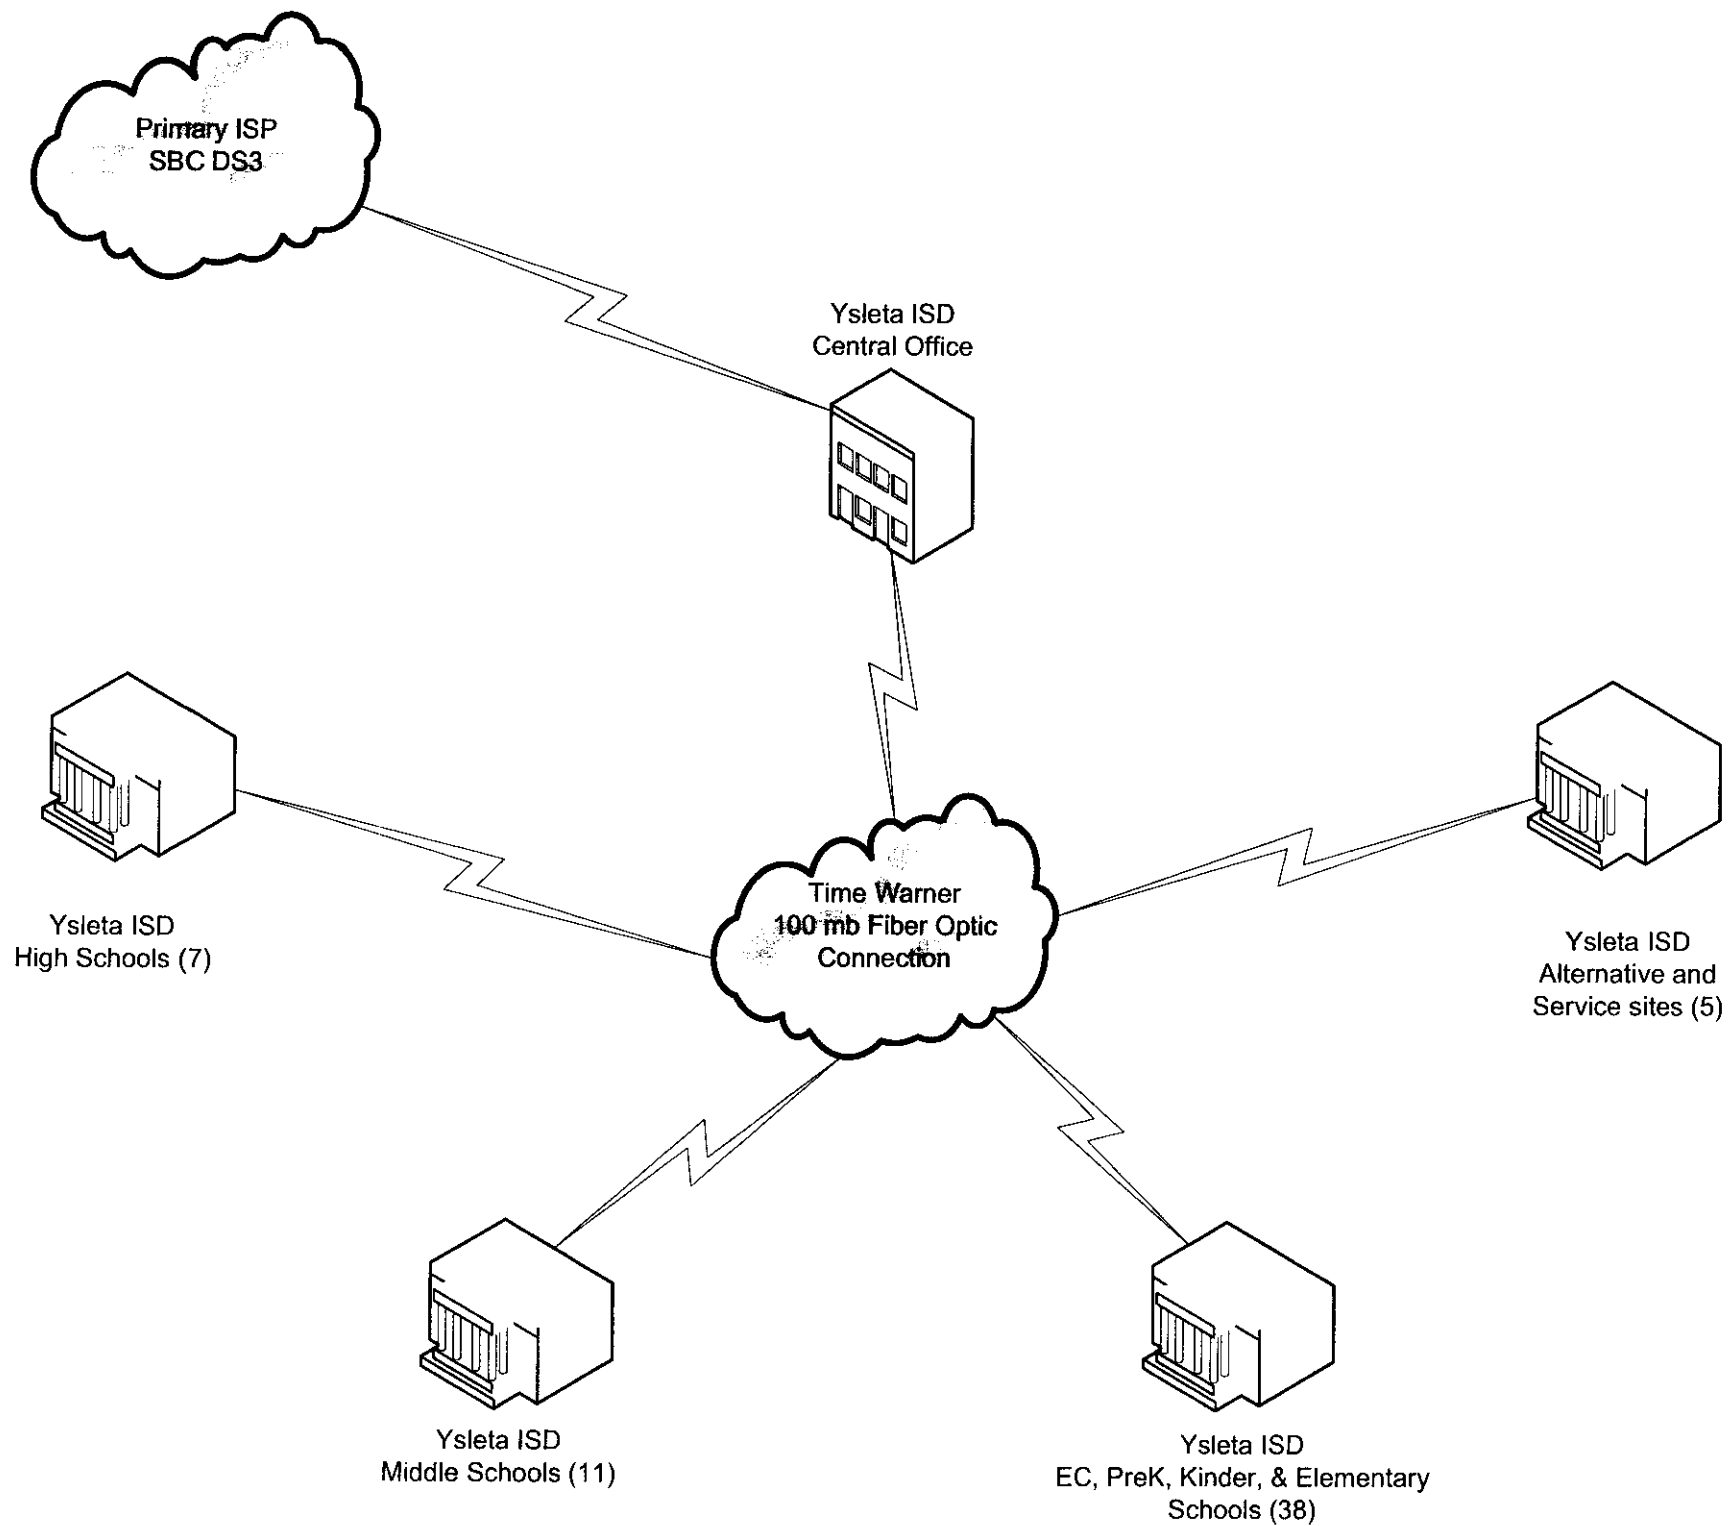 Primary ISP
SBC DS3
Ysleta ISD
Central Office
Ysleta ISD
High Schools (7)
Time Warner
100 mb Fiber Optic
Connection
Ysleta ISD
Alternative and
Service sites (5)
Ysleta ISD
Middle Schools (11)
Ysleta ISD
EC, PreK, Kinder, & Elementary
Schools (38)